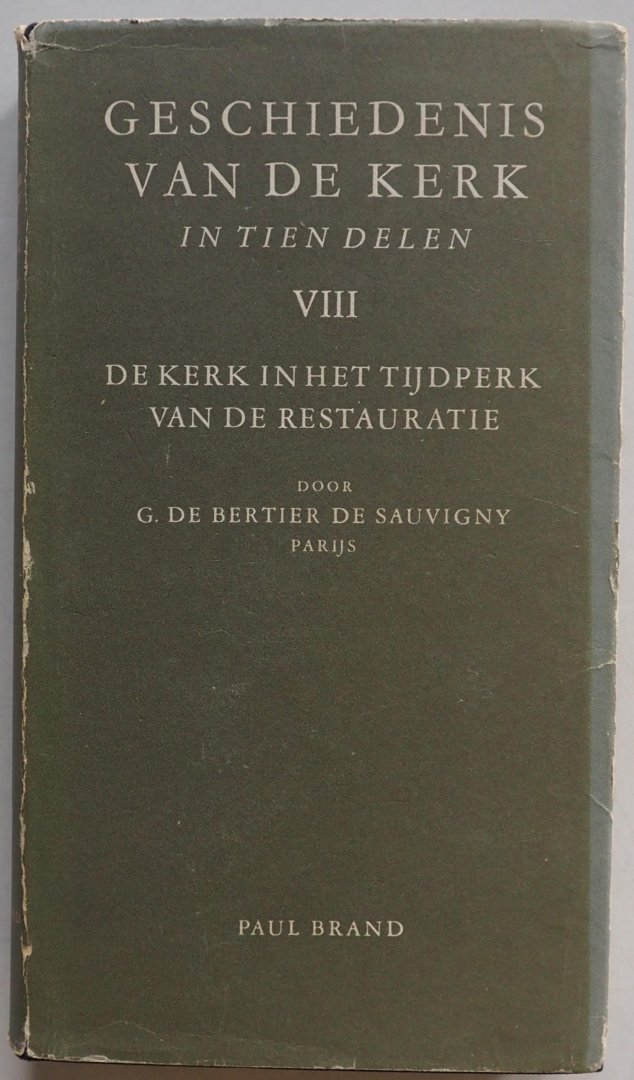 GESCHIEDENIS
VAN DE KERK
IN TIEN DELEN
VIII
DE KERK IN HET TIJDPERK
VAN DE RESTAURATIE
DOOR
G. DE BERTIER DE SAUVIGNY
PARIJS
PAUL BRAND